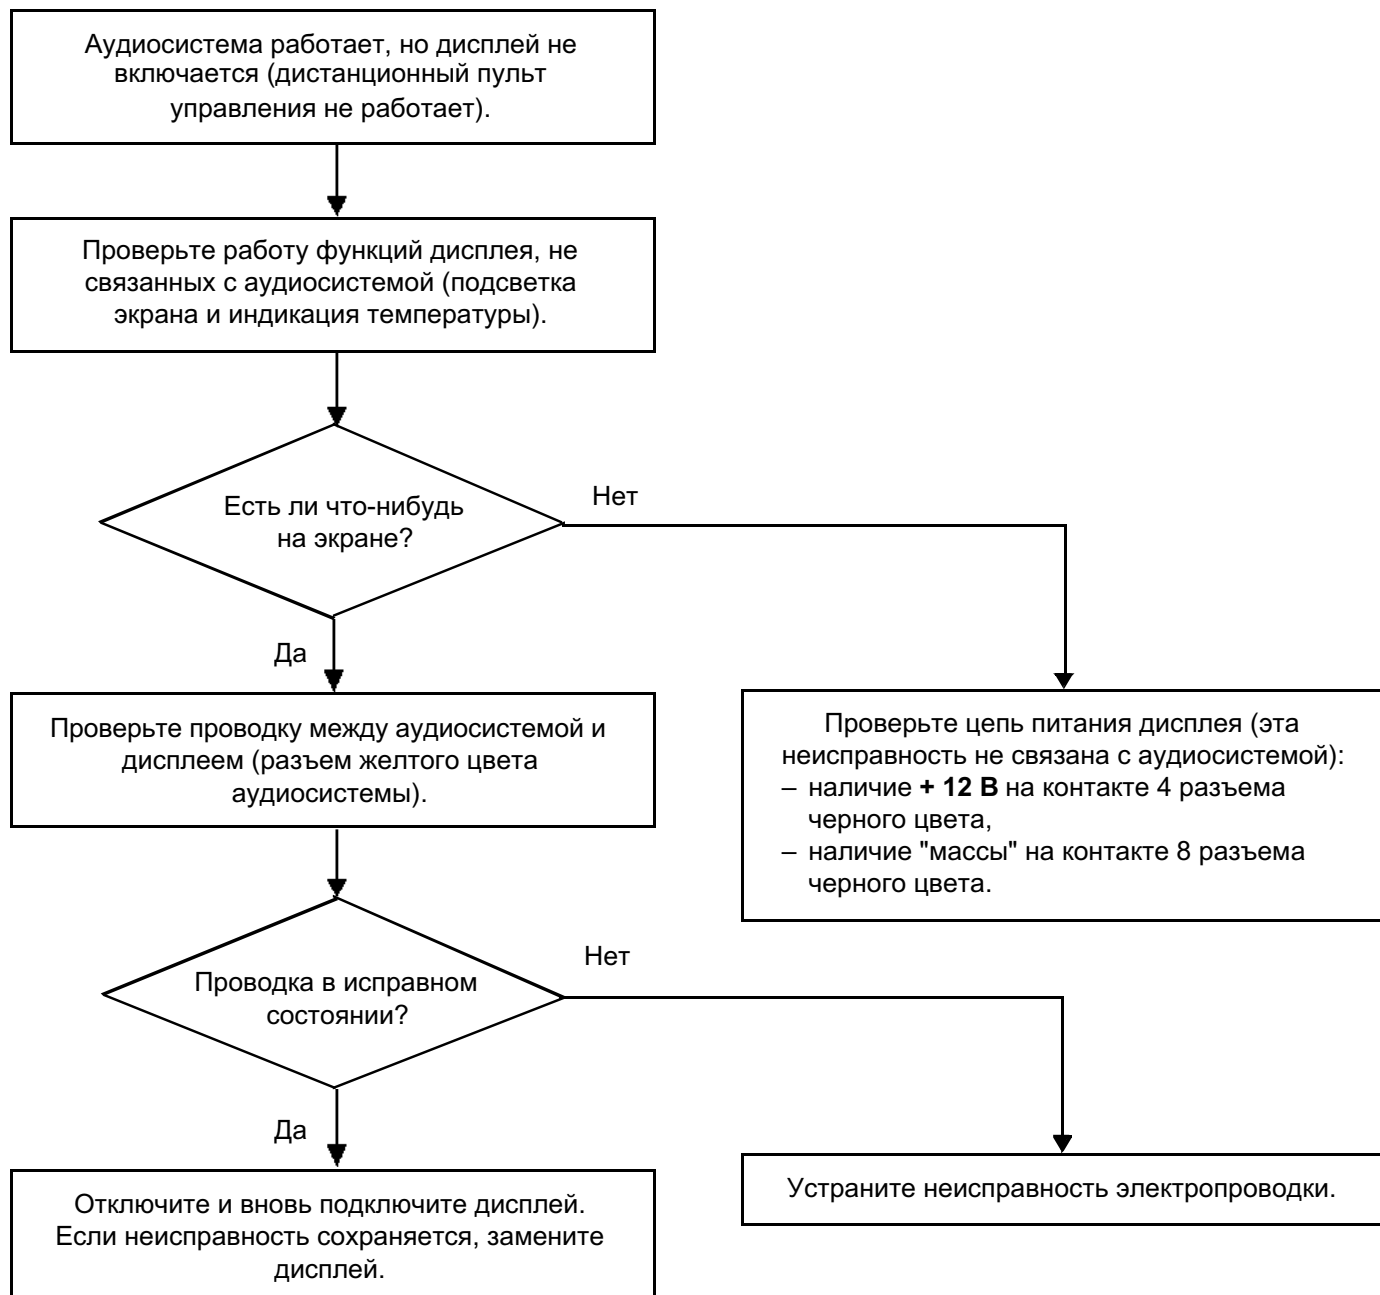 Аудиосистема работает, но дисплей не
включается (дистанционный пульт
управления не работает).
Проверьте работу функций дисплея, не
связанных с аудиосистемой (подсветка
экрана и индикация температуры).
Есть ли что-нибудь
на экране?
Нет
Да
Проверьте проводку между аудиосистемой и
дисплеем (разъем желтого цвета
аудиосистемы).
Проверьте цепь питания дисплея (эта
неисправность не связана с аудиосистемой):
– наличие + 12 В на контакте 4 разъема
черного цвета,
– наличие "массы" на контакте 8 разъема
черного цвета.
Проводка в исправном
состоянии?
Нет
Да
Отключите и вновь подключите дисплей.
Если неисправность сохраняется, замените
дисплей.
Устраните неисправность электропроводки.